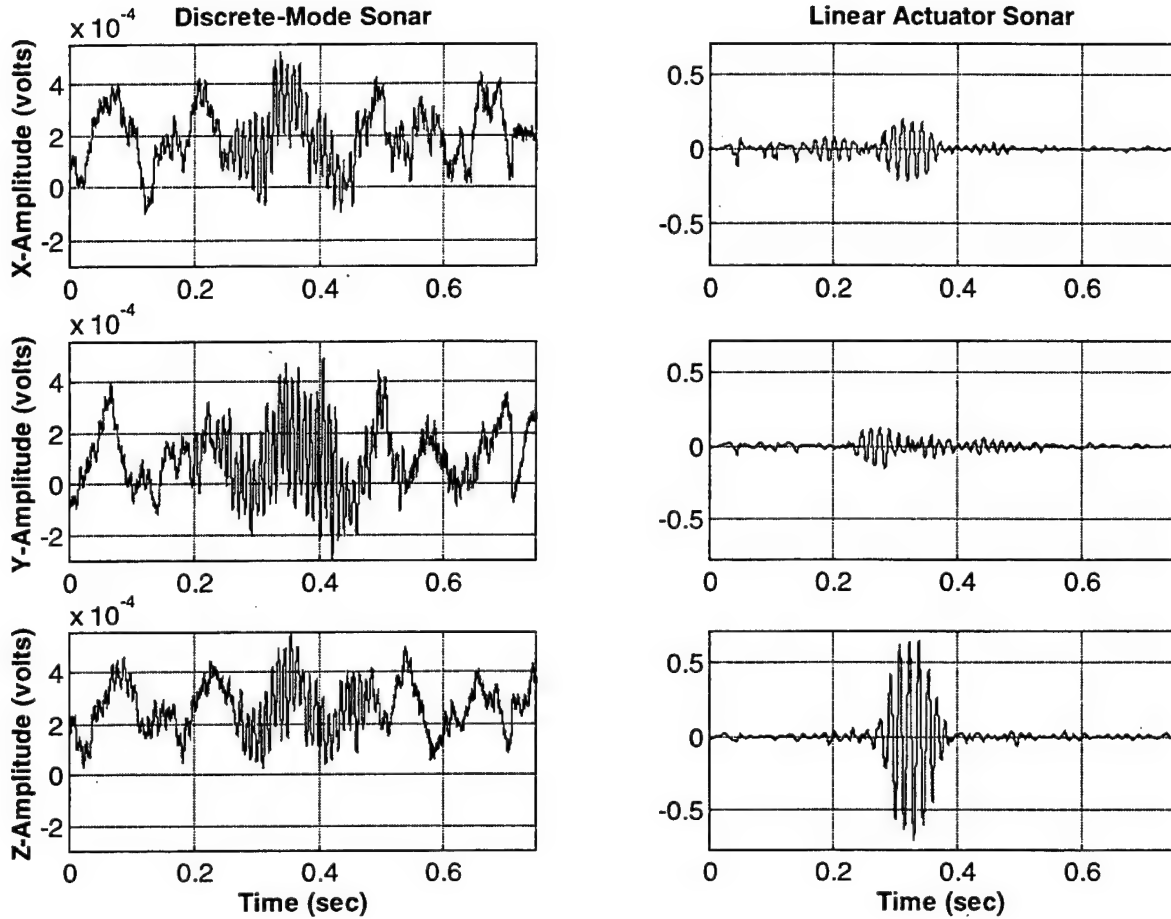 Discrete-Mode Sonar
Linear Actuator Sonar
x 10^-4
X-Amplitude (volts)
4
2
0
-2
0 0.2 0.4 0.6
0.5
0
-0.5
0 0.2 0.4 0.6
x 10^-4
Y-Amplitude (volts)
4
2
0
-2
0 0.2 0.4 0.6
0.5
0
-0.5
0 0.2 0.4 0.6
x 10^-4
Z-Amplitude (volts)
4
2
0
-2
0 0.2 0.4 0.6
Time (sec)
0.5
0
-0.5
0 0.2 0.4 0.6
Time (sec)